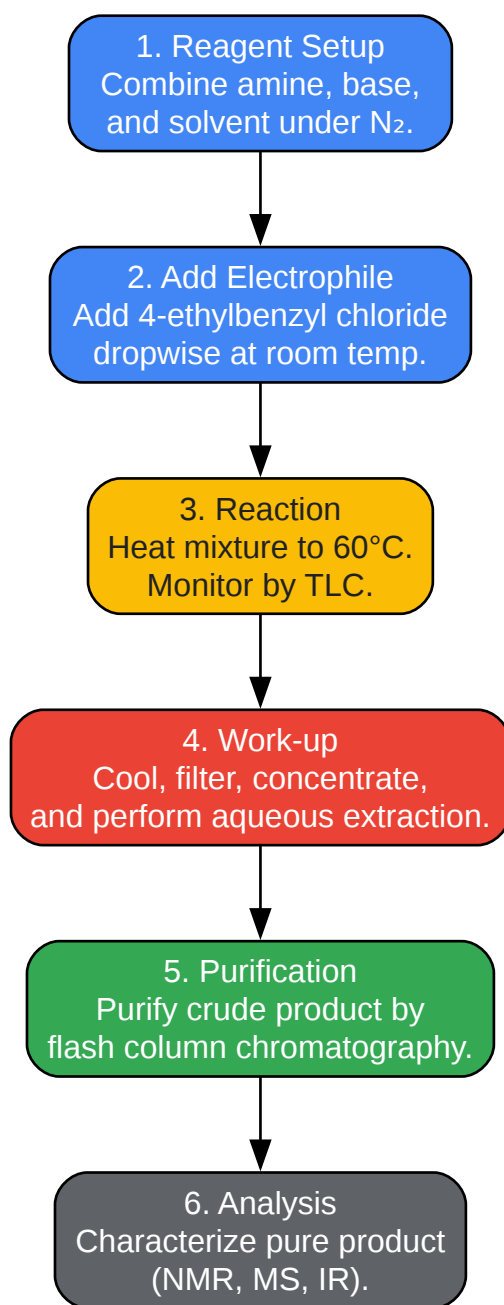 1. Reagent Setup
Combine amine, base,
and solvent under N₂.
2. Add Electrophile
Add 4-ethylbenzyl chloride
dropwise at room temp.
3. Reaction
Heat mixture to 60°C.
Monitor by TLC.
4. Work-up
Cool, filter, concentrate,
and perform aqueous extraction.
5. Purification
Purify crude product by
flash column chromatography.
6. Analysis
Characterize pure product
(NMR, MS, IR).